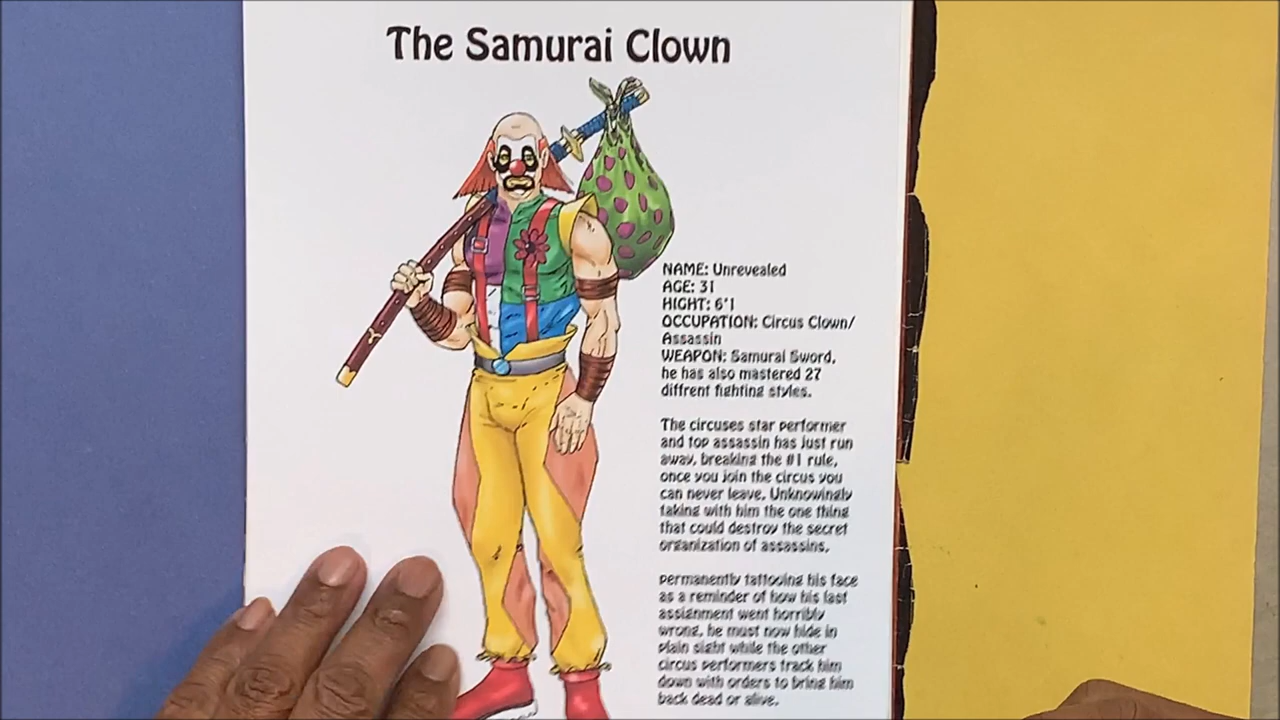 The Samurai Clown
NAME: Unrevealed
AGE: 31
HIGHT: 6'1
OCCUPATION: Circus Clown/
Assassin
WEAPON: Samurai Sword,
he has also mastered 27
diffrent fighting styles.
The circuses star performer
and top assassin has just run
away, breaking the #1 rule,
once you join the circus you
can never leave. Unknowingly
taking with him the one thing
that could destroy the secret
organization of assassins.
permanently tattooing his face
as a reminder of how his last
assignment went horribly
wrong, he must now hide in
plain sight while the other
circus performers track him
down with orders to bring him
back dead or alive.